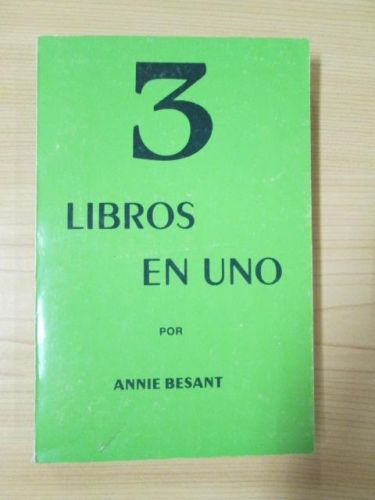 3
LIBROS
EN UNO
POR
ANNIE BESANT